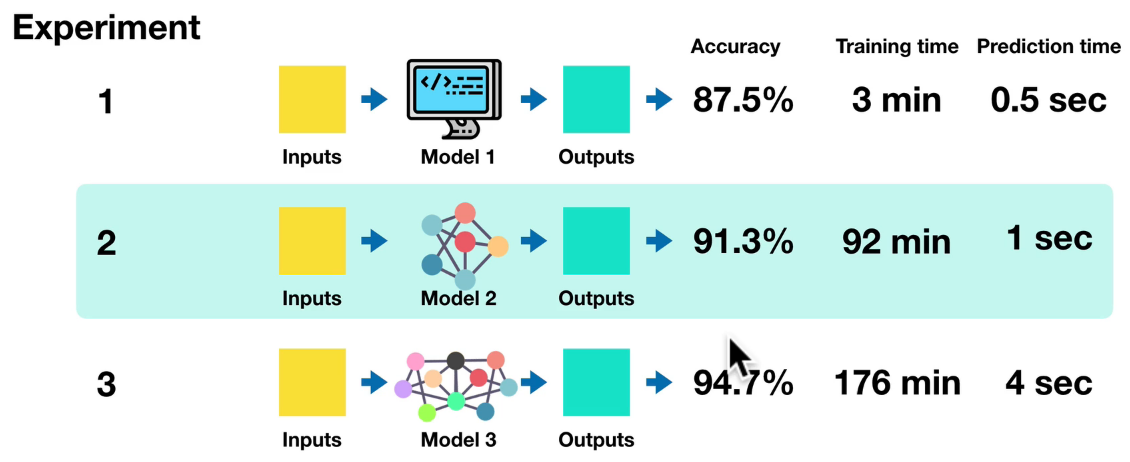 Experiment
Accuracy Training time Prediction time
1 </> 87.5% 3 min 0.5 sec
Inputs Model 1 Outputs
2 91.3% 92 min 1 sec
Inputs Model 2 Outputs
3 94.7% 176 min 4 sec
Inputs Model 3 Outputs